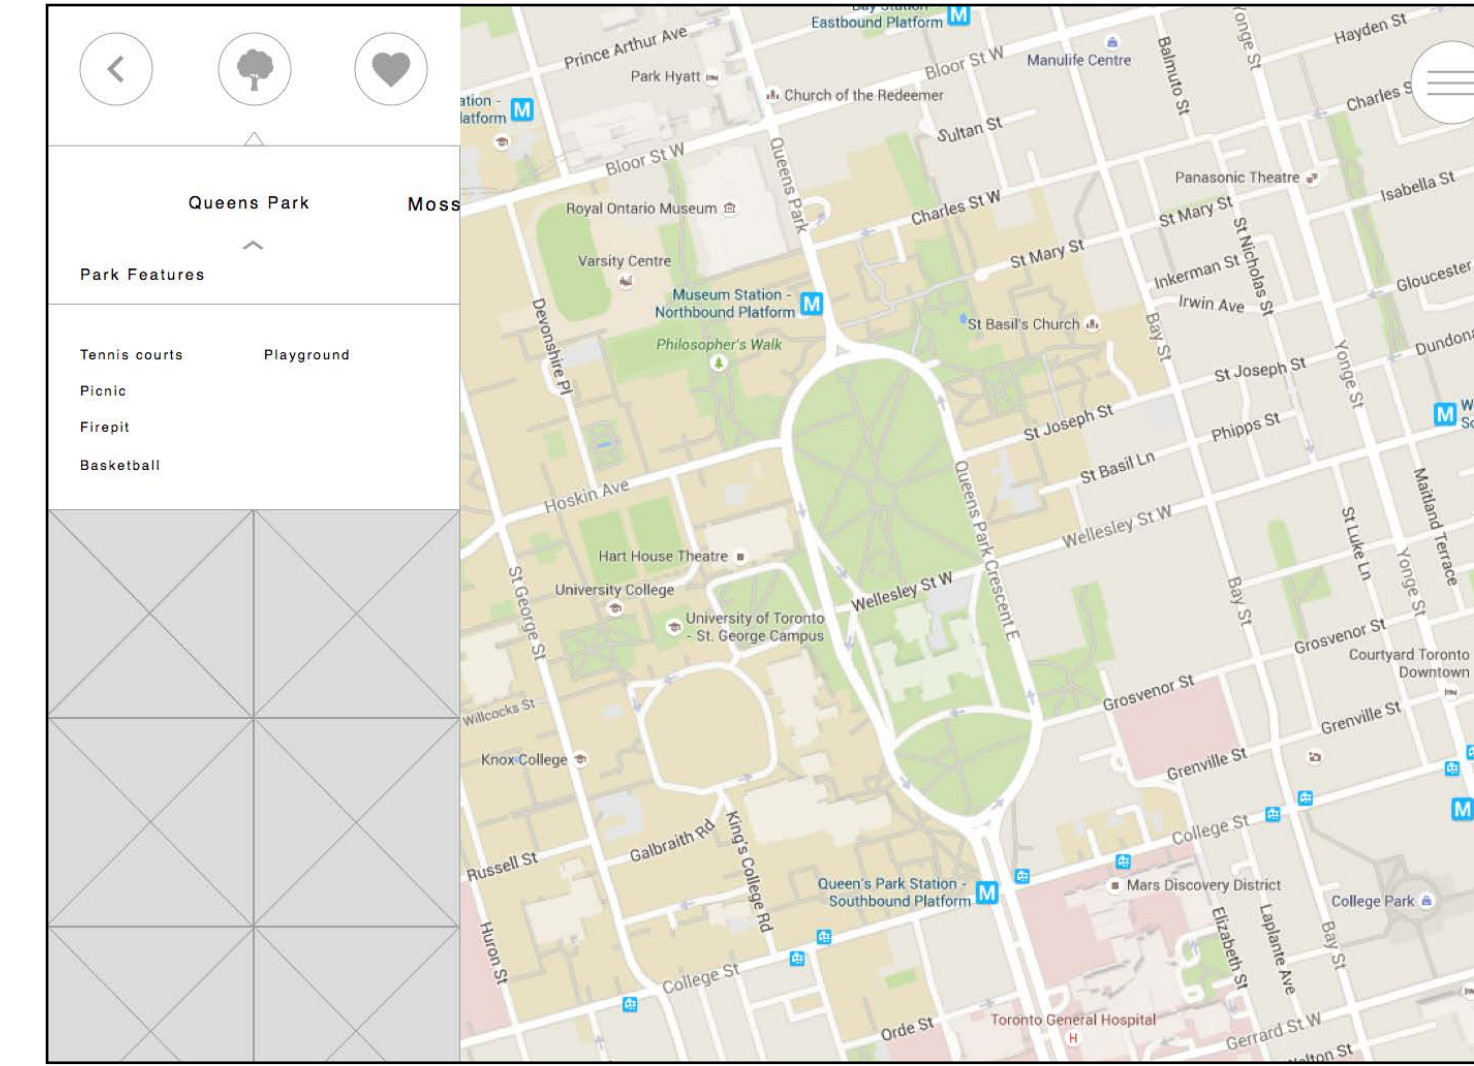 Queens Park
Moss
Park Features
Tennis courts
Playground
Picnic
Firepit
Basketball
Bay Station
Eastbound Platform
M
Prince Arthur Ave
Park Hyatt
Bloor St W
Manulife Centre
Balmuto St
Yonge St
Hayden St
Charles S
ation -
latform
M
Church of the Redeemer
Sultan St
Bloor St W
Queens Park
Panasonic Theatre
Isabella St
Royal Ontario Museum
Charles St W
St Mary St
St Nicholas St
Varsity Centre
St Mary St
Inkerman St
Gloucester
Museum Station -
Northbound Platform
M
Irwin Ave
Devonshire Pl
St Basil's Church
Bay St
Dundona
Philosopher's Walk
Yonge St
St Joseph St
M
W
St Joseph St
Phipps St
St Basil Ln
Queens Park Crescent E
Maitland Terrace
Hoskin Ave
Wellesley St W
St Luke Ln
Hart House Theatre
St George St
University College
Wellesley St W
Bay St
Yonge St
University of Toronto
- St. George Campus
Grosvenor St
Courtyard Toronto
Downtown
Grosvenor St
Willcocks St
Grenville St
Knox College
Grenville St
M
King's College Rd
Galbraith Rd
College St
Russell St
Queen's Park Station -
Southbound Platform
M
Mars Discovery District
College Park
Huron St
Elizabeth St
Laplante Ave
Bay St
College St
Orde St
Toronto General Hospital
H
Gerrard St W
Walton St